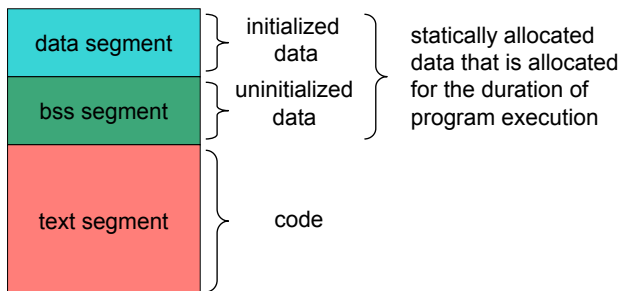 data segment
initialized
data
statically allocated
data that is allocated
for the duration of
program execution
bss segment
uninitialized
data
text segment
code